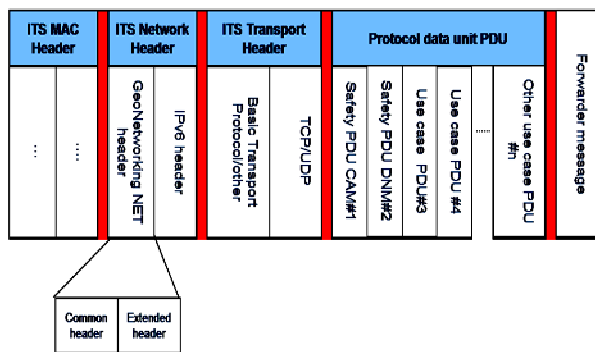 ITS MAC
Header
ITS Network
Header
ITS Transport
Header
Protocol data unit PDU
Forwarder message
....
....
GeoNetworking NET
header
IPv6 header
Basic Transport
Protocol/other
TCP/UDP
Safety PDU CAM#1
Safety PDU DNM#2
Use case PDU#3
Use case PDU #4
......
Other use case PDU
#n
Common
header
Extended
header